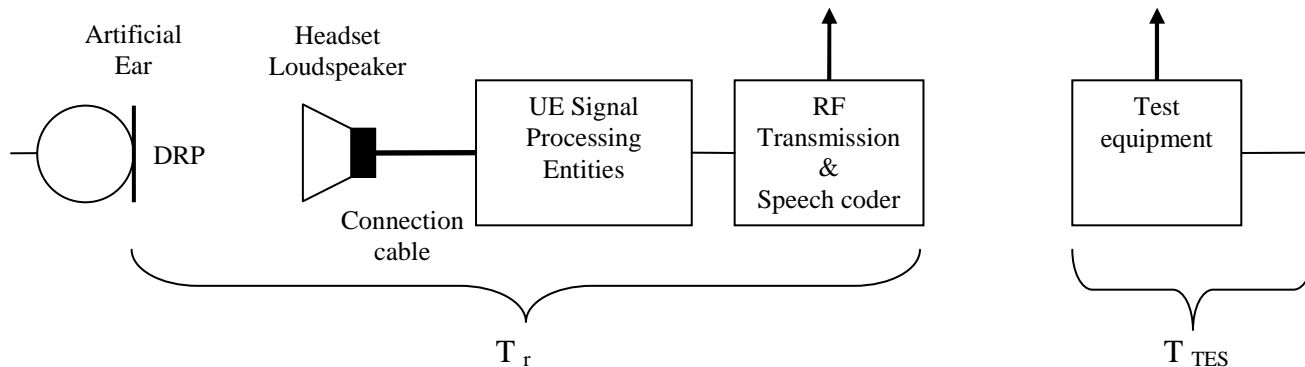 Artificial
Ear
Headset
Loudspeaker
DRP
Connection
cable
UE Signal
Processing
Entities
RF
Transmission
&
Speech coder
Test
equipment
T r
T TES